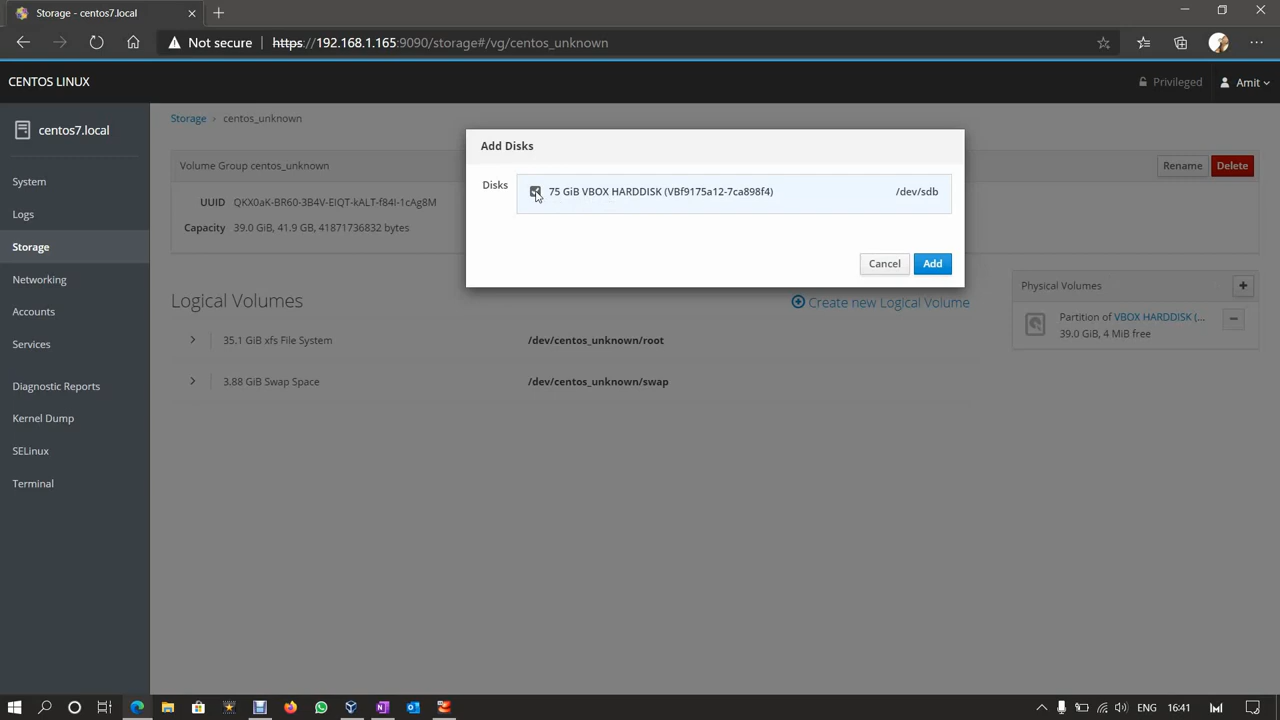 Storage - centos7.local
Not secure https://192.168.1.165:9090/storage#/vg/centos_unknown
CENTOS LINUX
Privileged
Amit
centos7.local
System
Logs
Storage
Networking
Accounts
Services
Diagnostic Reports
Kernel Dump
SELinux
Terminal
Storage centos_unknown
Volume Group centos_unknown
Rename Delete
UUID QKX0aK-BR60-3B4V-EIQT-kALT-f84I-1cAg8M
Capacity 39.0 GiB, 41.9 GB, 41871736832 bytes
Add Disks
Disks 75 GiB VBOX HARDDISK (VBf9175a12-7ca898f4) /dev/sdb
Cancel Add
Logical Volumes
Create new Logical Volume
35.1 GiB xfs File System /dev/centos_unknown/root
3.88 GiB Swap Space /dev/centos_unknown/swap
Physical Volumes
Partition of VBOX HARDDISK (...
39.0 GiB, 4 MiB free
ENG 16:41